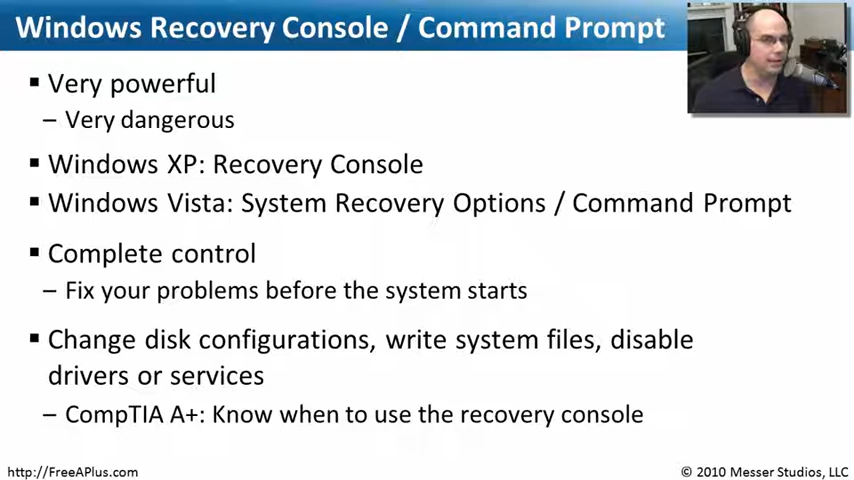 Windows Recovery Console / Command Prompt
▪ Very powerful
– Very dangerous
▪ Windows XP: Recovery Console
▪ Windows Vista: System Recovery Options / Command Prompt
▪ Complete control
– Fix your problems before the system starts
▪ Change disk configurations, write system files, disable
drivers or services
– CompTIA A+: Know when to use the recovery console
http://FreeAPlus.com
© 2010 Messer Studios, LLC